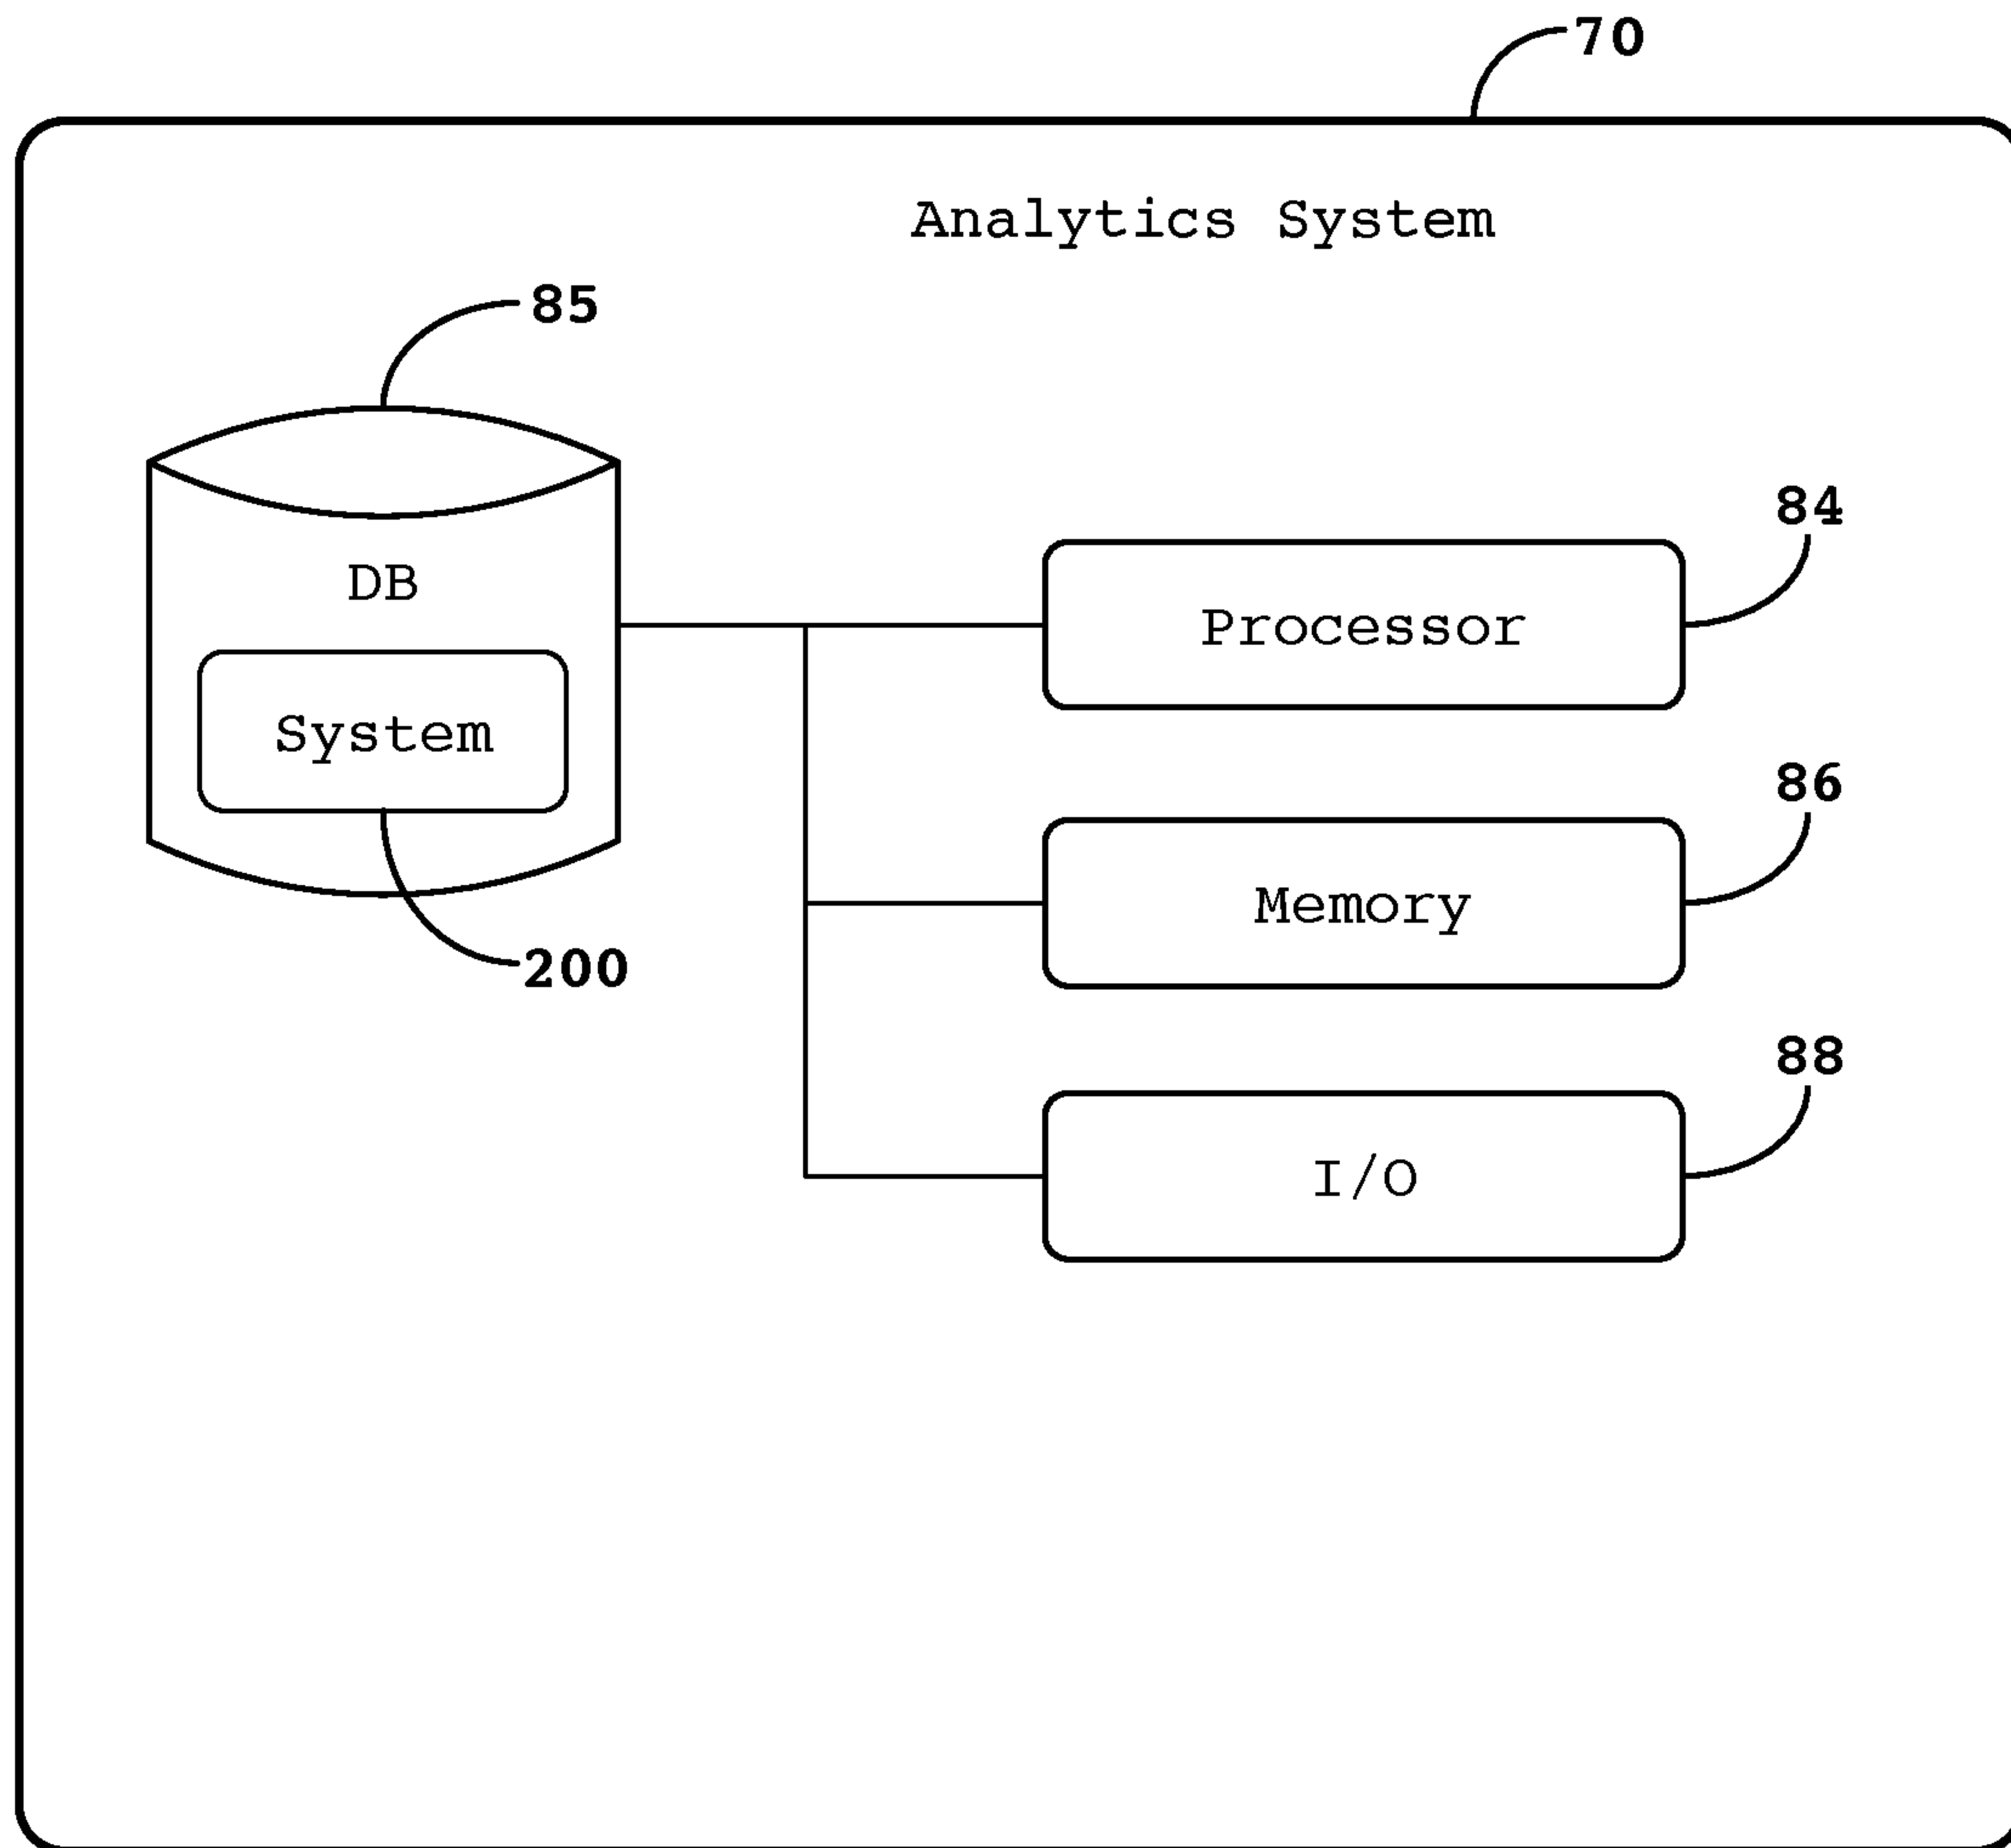 70
Analytics System
85
84
DB
Processor
System
86
Memory
200
88
I/O